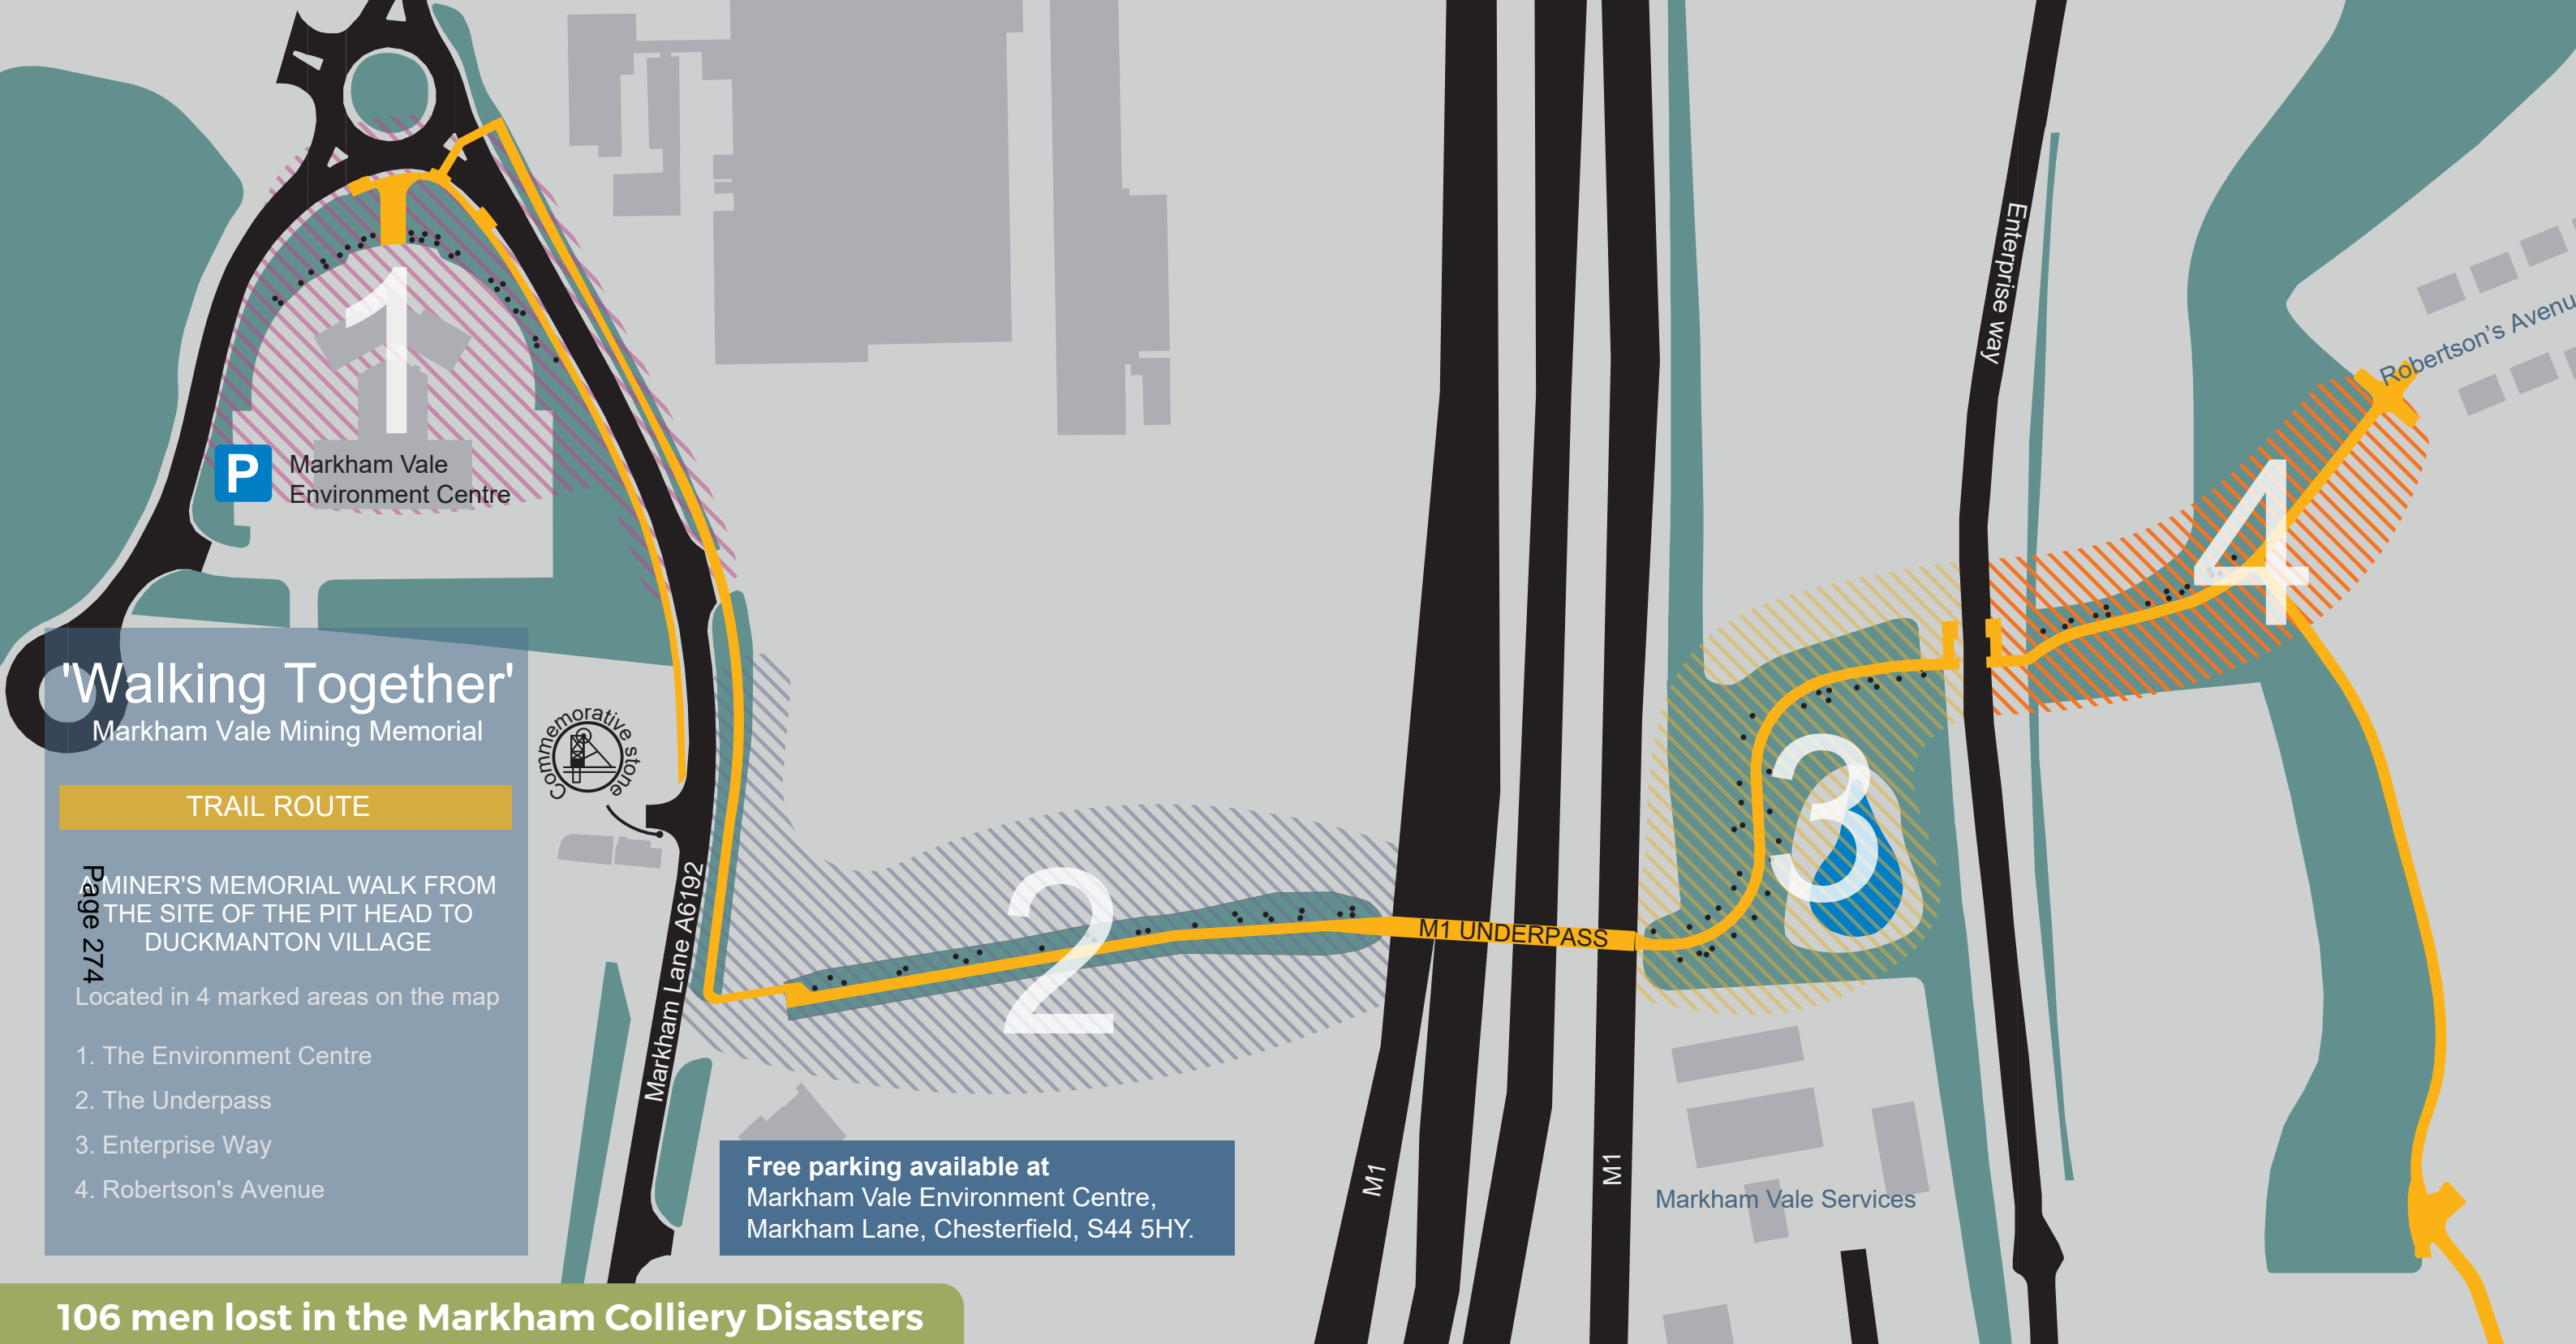 Enterprise way
Robertson's Avenu
1
Markham Vale
Environment Centre
P
4
'Walking Together'
Markham Vale Mining Memorial
TRAIL ROUTE
A MINER'S MEMORIAL WALK FROM
THE SITE OF THE PIT HEAD TO
DUCKMANTON VILLAGE
Page 274
Located in 4 marked areas on the map
1. The Environment Centre
2. The Underpass
3. Enterprise Way
4. Robertson's Avenue
Commemorative stone
Markham Lane A6192
2
M1 UNDERPASS
3
M1
M1
Markham Vale Services
Free parking available at
Markham Vale Environment Centre,
Markham Lane, Chesterfield, S44 5HY.
106 men lost in the Markham Colliery Disasters